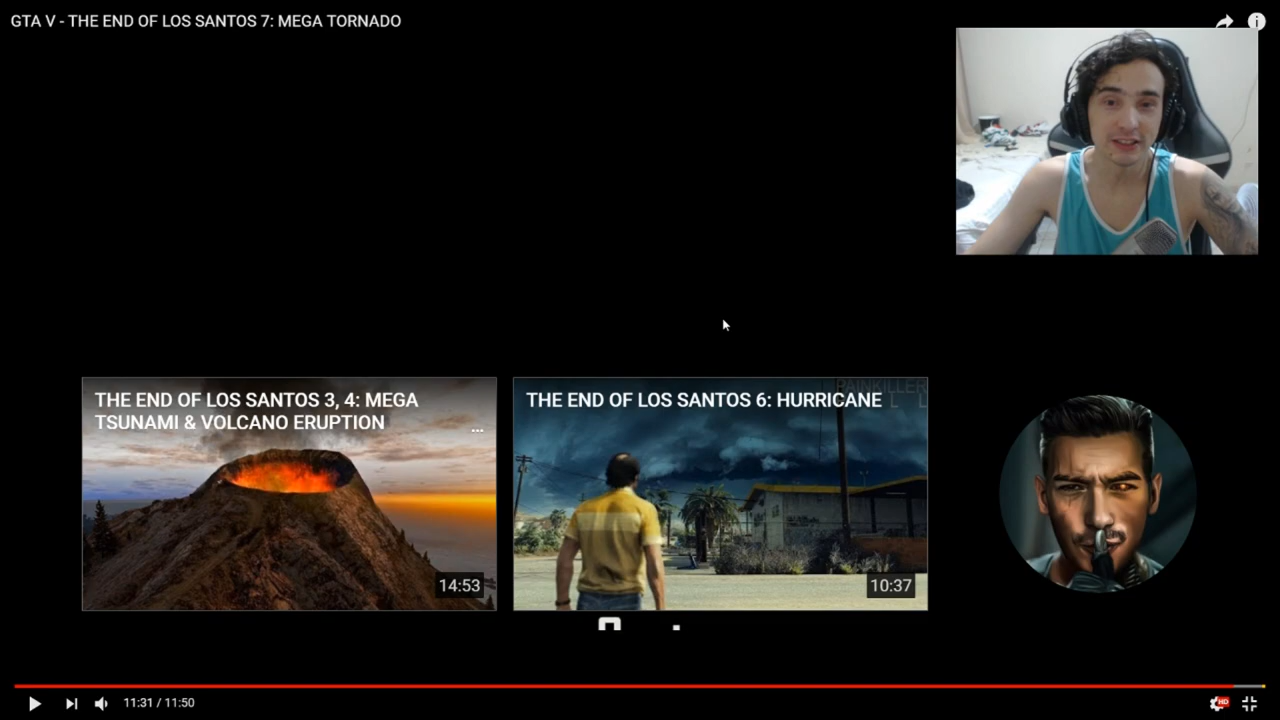 GTA V - THE END OF LOS SANTOS 7: MEGA TORNADO
THE END OF LOS SANTOS 3, 4: MEGA
TSUNAMI & VOLCANO ERUPTION
...
14:53
THE END OF LOS SANTOS 6: HURRICANE
PAINKILLER
10:37
11:31 / 11:50
HD